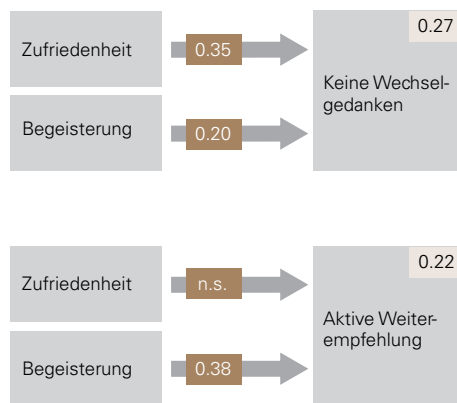 Zufriedenheit
0.35
Begeisterung
0.20
0.27
Keine Wechsel-
gedanken
Zufriedenheit
n.s.
Begeisterung
0.38
0.22
Aktive Weiter-
empfehlung